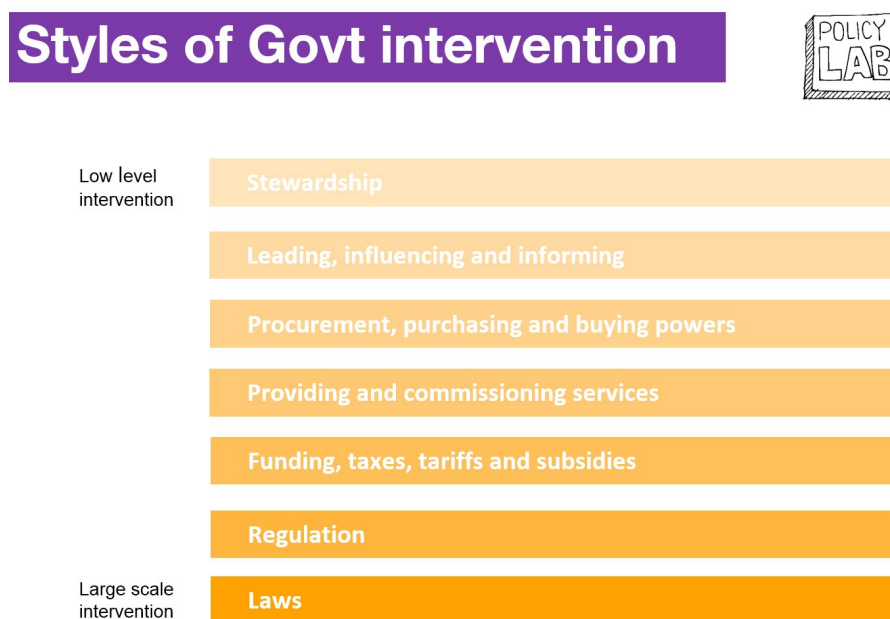 Styles of Govt intervention
POLICY
LAB
Low level
intervention
Stewardship
Leading, influencing and informing
Procurement, purchasing and buying powers
Providing and commissioning services
Funding, taxes, tariffs and subsidies
Regulation
Large scale
intervention
Laws